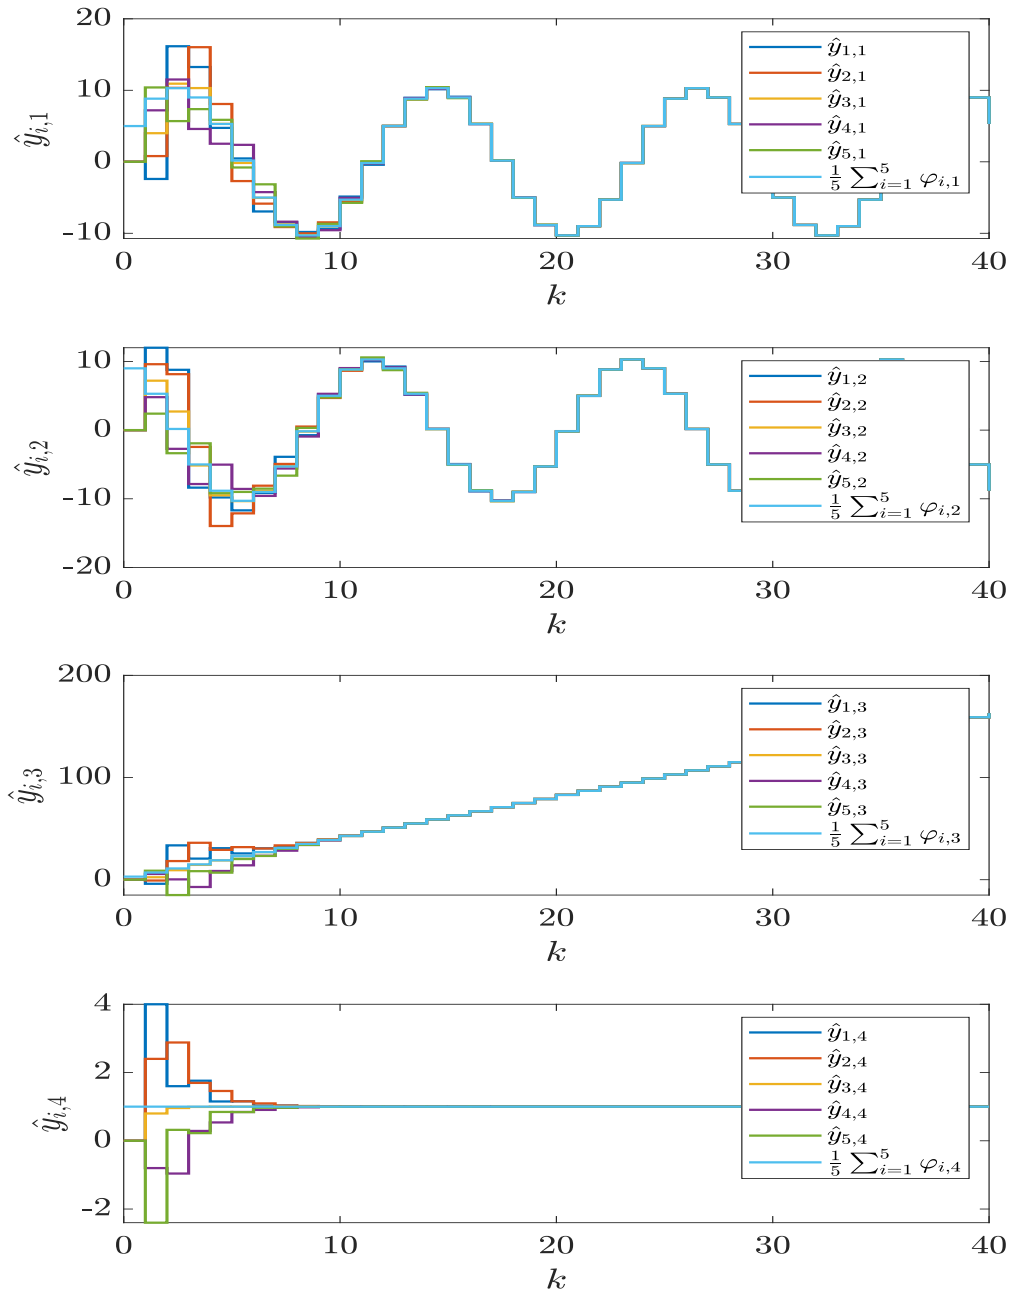 20
10
0
-10
ŷ_{i,1}
ŷ_{1,1}
ŷ_{2,1}
ŷ_{3,1}
ŷ_{4,1}
ŷ_{5,1}
1/5 ∑_{i=1}^{5} φ_{i,1}
0 10 20 30 40
k
10
0
-10
-20
ŷ_{i,2}
ŷ_{1,2}
ŷ_{2,2}
ŷ_{3,2}
ŷ_{4,2}
ŷ_{5,2}
1/5 ∑_{i=1}^{5} φ_{i,2}
0 10 20 30 40
k
200
100
0
ŷ_{i,3}
ŷ_{1,3}
ŷ_{2,3}
ŷ_{3,3}
ŷ_{4,3}
ŷ_{5,3}
1/5 ∑_{i=1}^{5} φ_{i,3}
0 10 20 30 40
k
4
2
0
-2
ŷ_{i,4}
ŷ_{1,4}
ŷ_{2,4}
ŷ_{3,4}
ŷ_{4,4}
ŷ_{5,4}
1/5 ∑_{i=1}^{5} φ_{i,4}
0 10 20 30 40
k